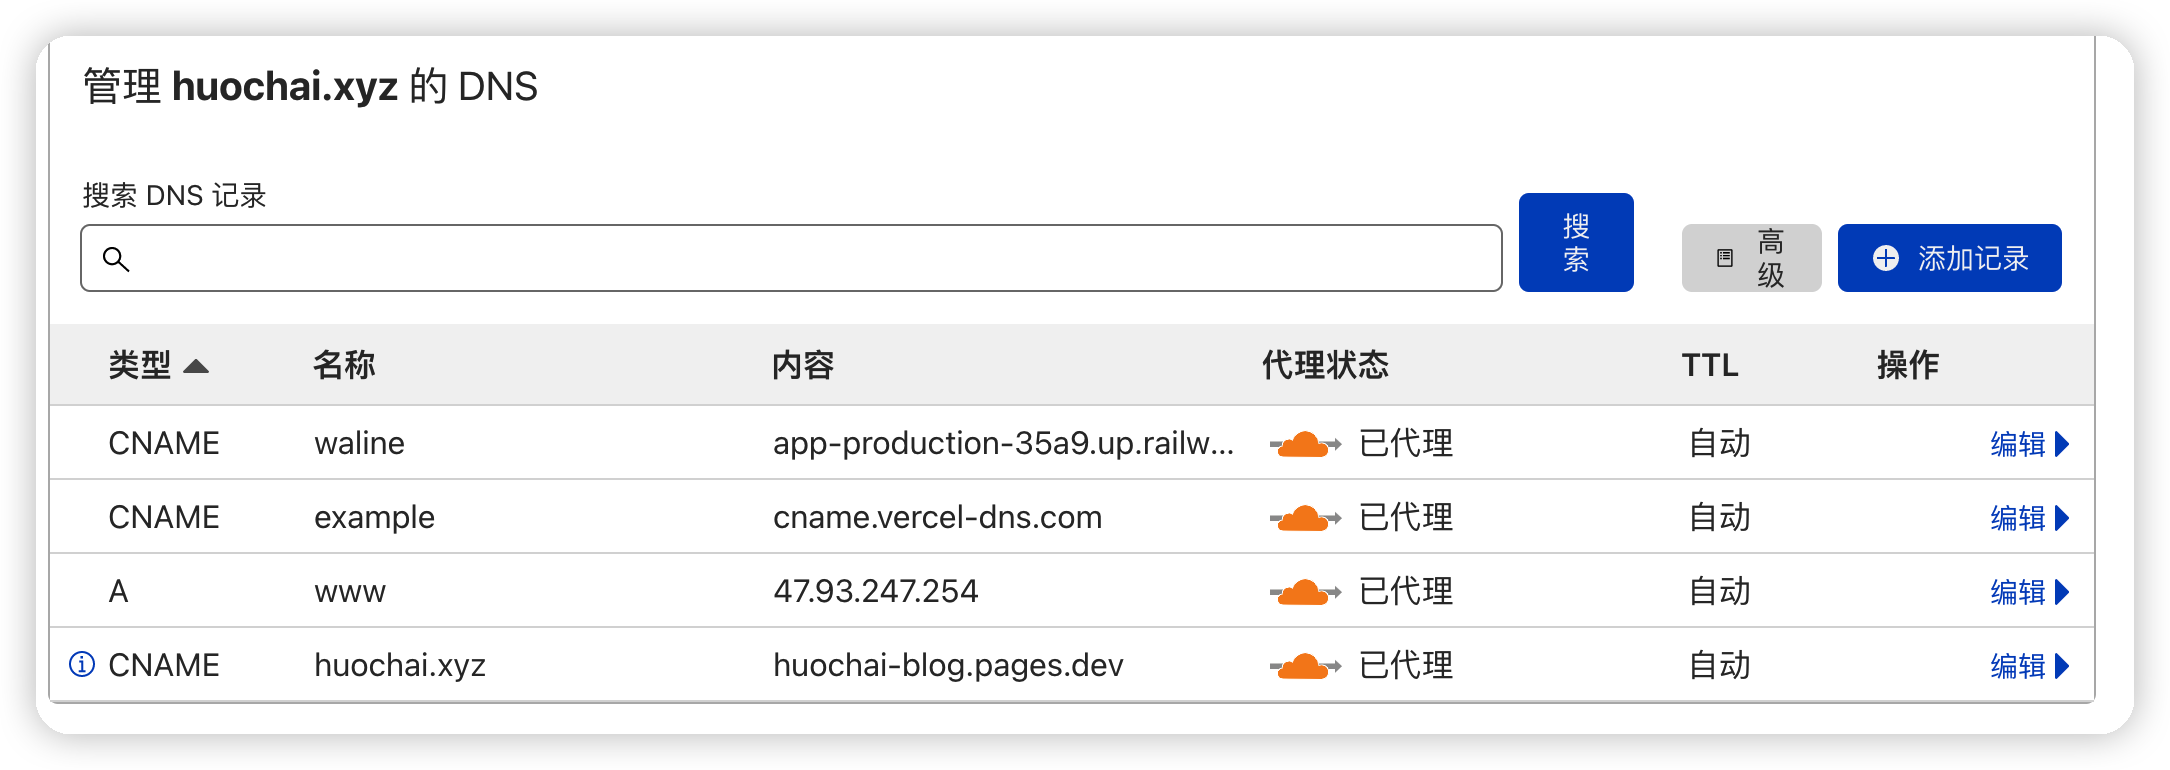 管理 huochai.xyz 的 DNS
搜索 DNS 记录
搜索
高级
添加记录
类型 名称 内容 代理状态 TTL 操作
CNAME waline app-production-35a9.up.railw... 已代理 自动 编辑
CNAME example cname.vercel-dns.com 已代理 自动 编辑
A www 47.93.247.254 已代理 自动 编辑
CNAME huochai.xyz huochai-blog.pages.dev 已代理 自动 编辑